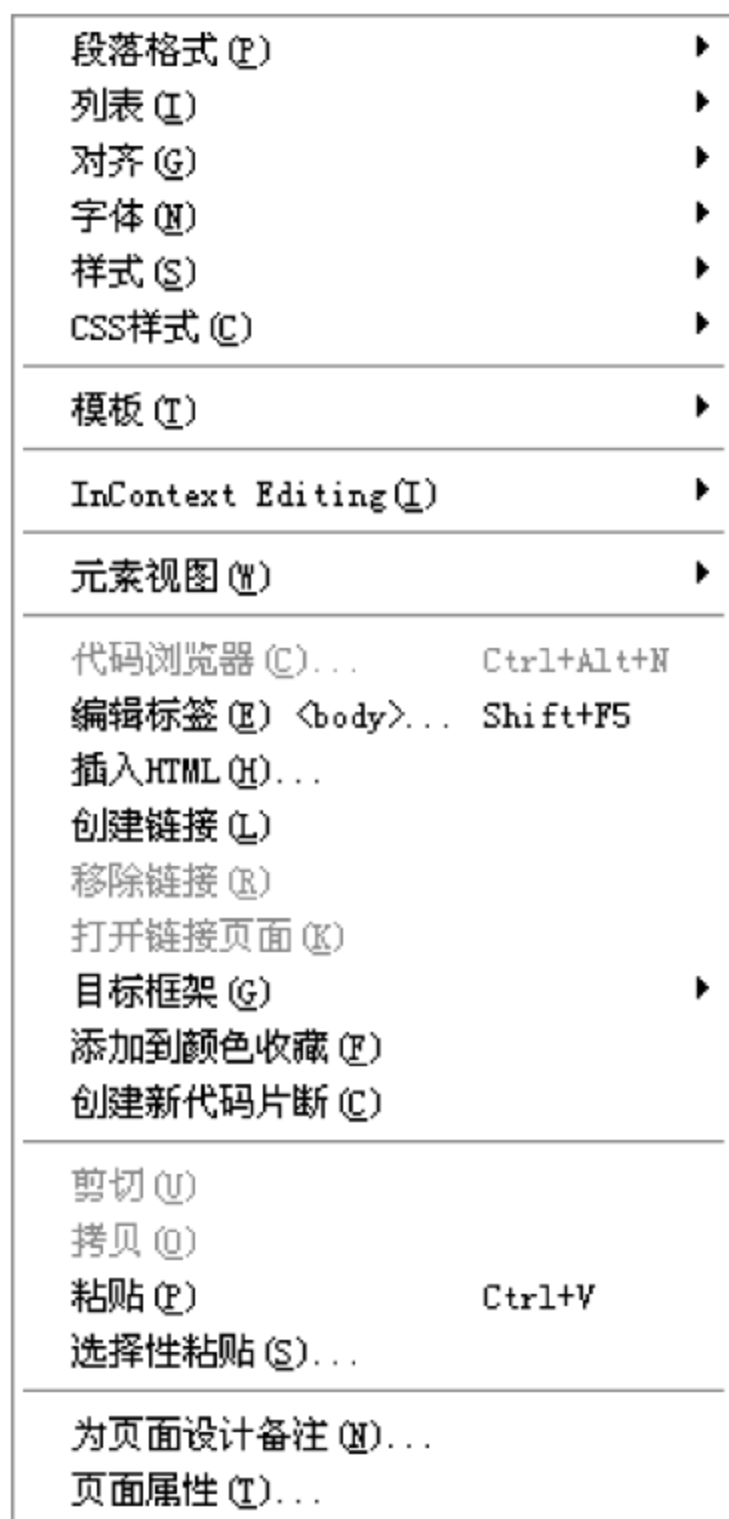 段落格式(P)
列表(I)
对齐(G)
字体(N)
样式(S)
CSS样式(C)
模板(T)
InContext Editing(I)
元素视图(W)
代码浏览器(C)... Ctrl+Alt+N
编辑标签(E) <body>... Shift+F5
插入HTML(H)...
创建链接(L)
移除链接(R)
打开链接页面(K)
目标框架(G)
添加到颜色收藏(F)
创建新代码片断(C)
剪切(U)
拷贝(O)
粘贴(P) Ctrl+V
选择性粘贴(S)...
为页面设计备注(N)...
页面属性(T)...